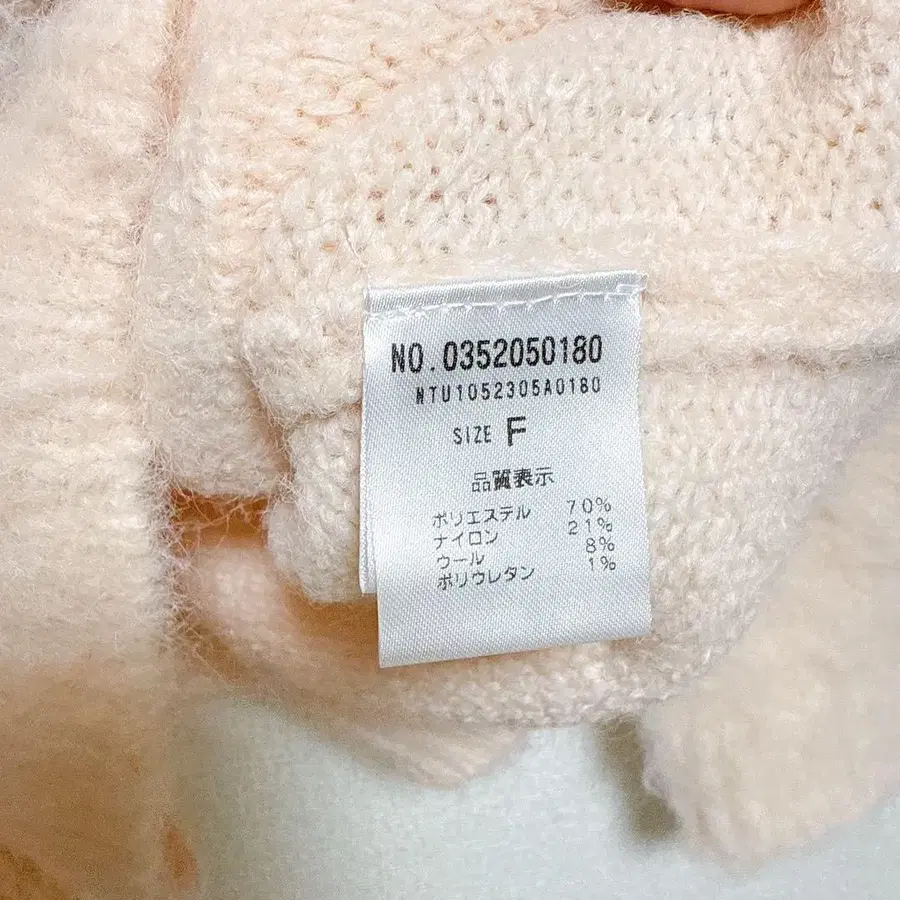 NO.0352050180
NTU1052305A0180
SIZE F
品質表示
ポリエステル 70%
ナイロン 21%
ウール 8%
ポリウレタン 1%